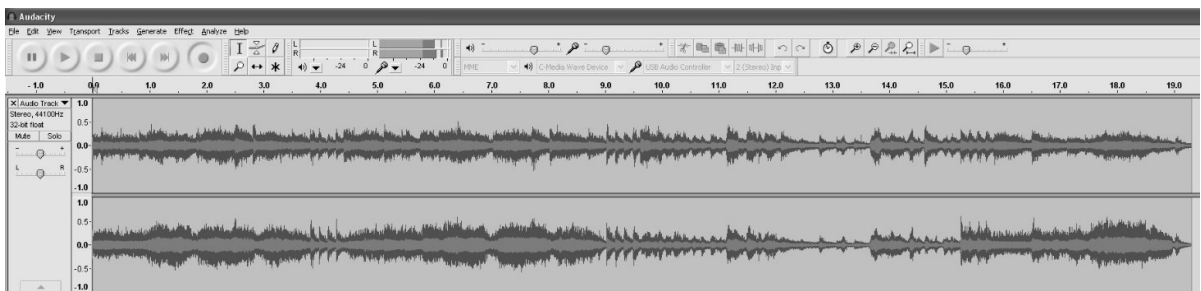 Audacity
File Edit View Transport Tracks Generate Effect Analyze Help
L R L R
-24 0 -24 0
MME C-Media Wave Device USB Audio Controller 2 (Stereo) Inp
- 1.0 0.0 1.0 2.0 3.0 4.0 5.0 6.0 7.0 8.0 9.0 10.0 11.0 12.0 13.0 14.0 15.0 16.0 17.0 18.0 19.0
X Audio Track 1.0
Stereo, 44100Hz
32-bit float 0.5-
Mute Solo
- + 0.0-
L R -0.5-
-1.0
1.0
0.5-
0.0-
-0.5-
-1.0